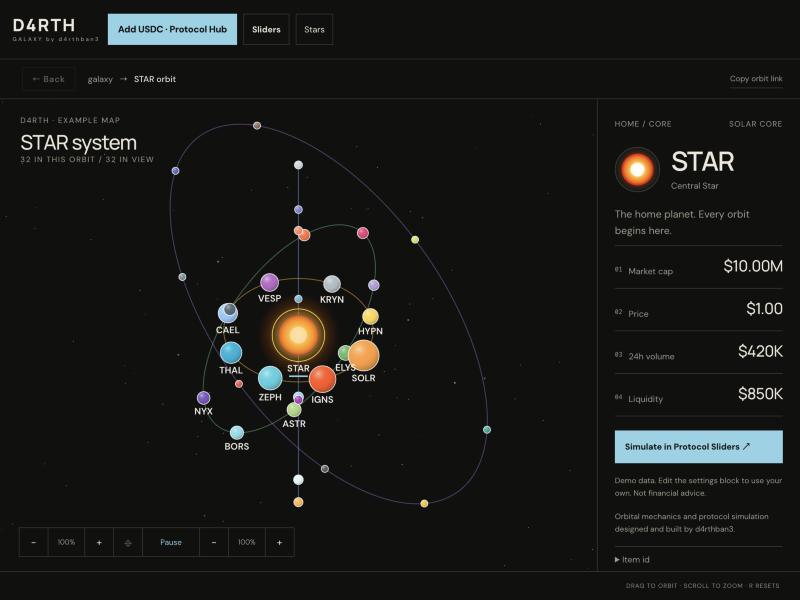 D4RTH
GALAXY by d4rthban3
Add USDC · Protocol Hub
Sliders
Stars
← Back
galaxy → STAR orbit
Copy orbit link
D4RTH · EXAMPLE MAP
STAR system
32 IN THIS ORBIT / 32 IN VIEW
VESP
KRYN
CAEL
HYPN
THAL
STAR
ELYS
SOLR
ZEPH
IGNS
NYX
ASTR
BORS
− 100% + Pause − 100% +
HOME / CORE
SOLAR CORE
STAR
Central Star
The home planet. Every orbit
begins here.
01 Market cap $10.00M
02 Price $1.00
03 24h volume $420K
04 Liquidity $850K
Simulate in Protocol Sliders ↗
Demo data. Edit the settings block to use your
own. Not financial advice.
Orbital mechanics and protocol simulation
designed and built by d4rthban3.
▶ Item id
DRAG TO ORBIT · SCROLL TO ZOOM · R RESETS